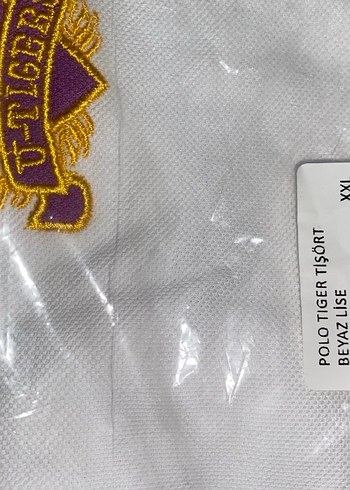 U-TIGER
XXL
POLO TIGER TİŞÖRT
BEYAZ LİSE